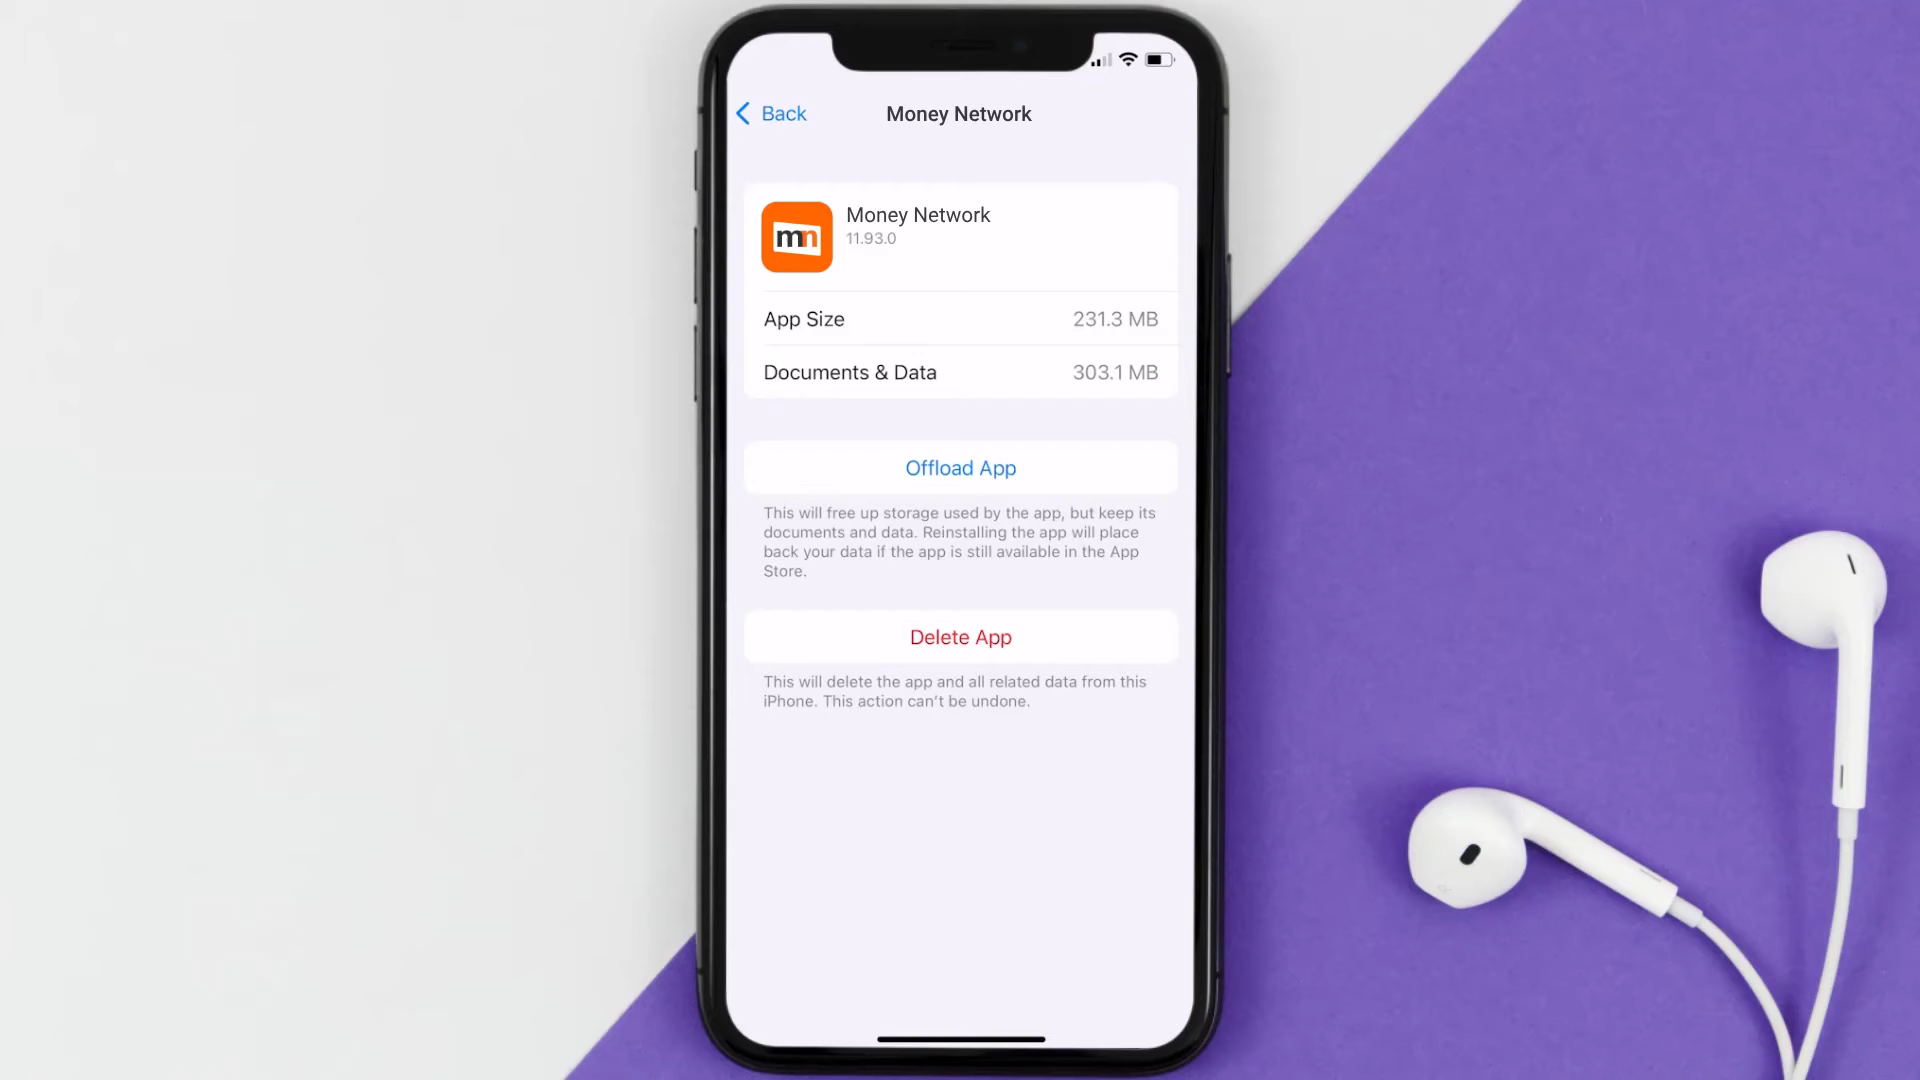 Back
Money Network
mn
Money Network
11.93.0
App Size 231.3 MB
Documents & Data 303.1 MB
Offload App
This will free up storage used by the app, but keep its
documents and data. Reinstalling the app will place
back your data if the app is still available in the App
Store.
Delete App
This will delete the app and all related data from this
iPhone. This action can't be undone.